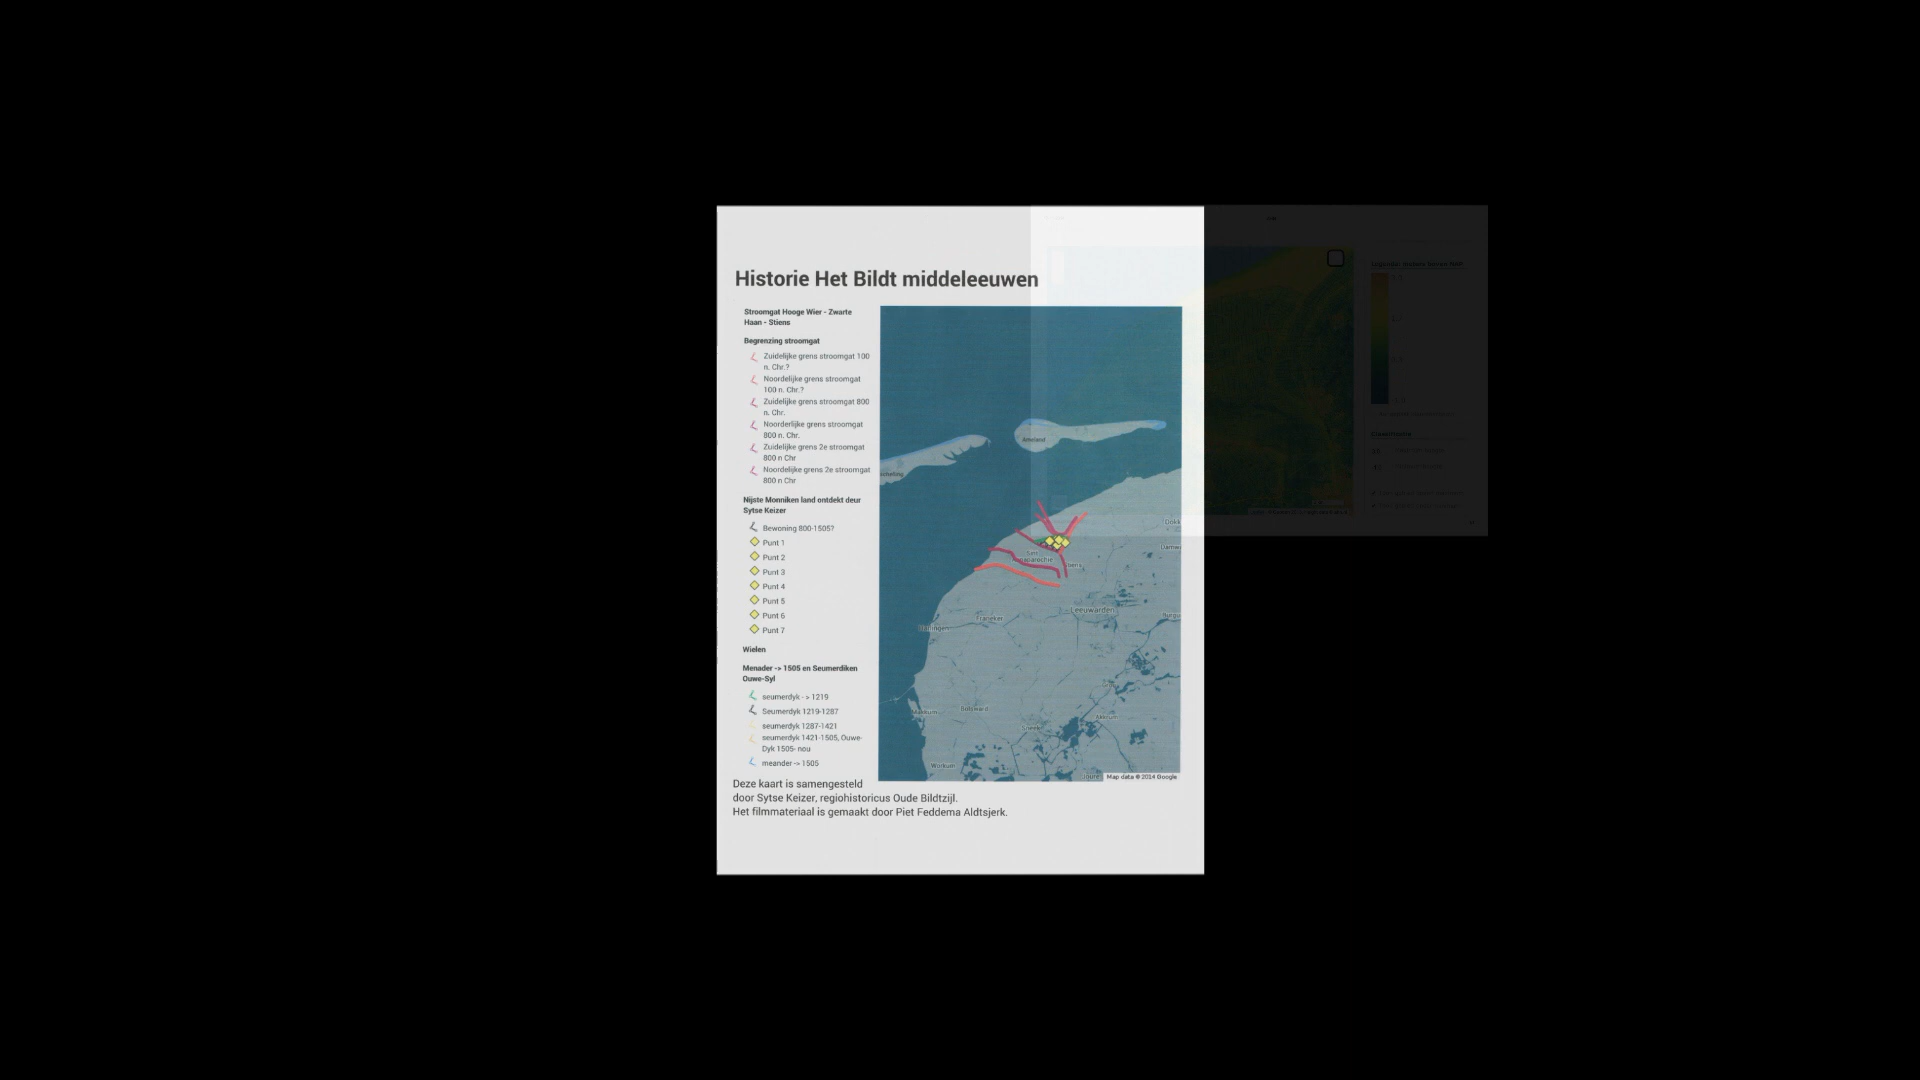 Historie Het Bildt middeleeuwen
Stroomgat Hooge Wier - Zwarte
Haan - Stiens
Begrenzing stroomgat
Zuidelijke grens stroomgat 100
n. Chr.?
Noordelijke grens stroomgat
100 n. Chr.?
Zuidelijke grens stroomgat 800
n. Chr.
Noorderlijke grens stroomgat
800 n. Chr.
Zuidelijke grens 2e stroomgat
800 n Chr
Noordelijke grens 2e stroomgat
800 n Chr
Nijste Monniken land ontdekt deur
Sytse Keizer
Bewoning 800-1505?
Punt 1
Punt 2
Punt 3
Punt 4
Punt 5
Punt 6
Punt 7
Wielen
Menader -> 1505 en Seumerdiken
Ouwe-Syl
seumerdyk - > 1219
Seumerdyk 1219-1287
seumerdyk 1287-1421
seumerdyk 1421-1505, Ouwe-
Dyk 1505- nou
meander -> 1505
Ameland
Leeuwarden
Franeker
Harlingen
Makkum
Bolsward
Sneek
Akkrum
Workum
Joure
Map data © 2014 Google
Deze kaart is samengesteld
door Sytse Keizer, regiohistoricus Oude Bildtzijl.
Het filmmateriaal is gemaakt door Piet Feddema Aldtsjerk.